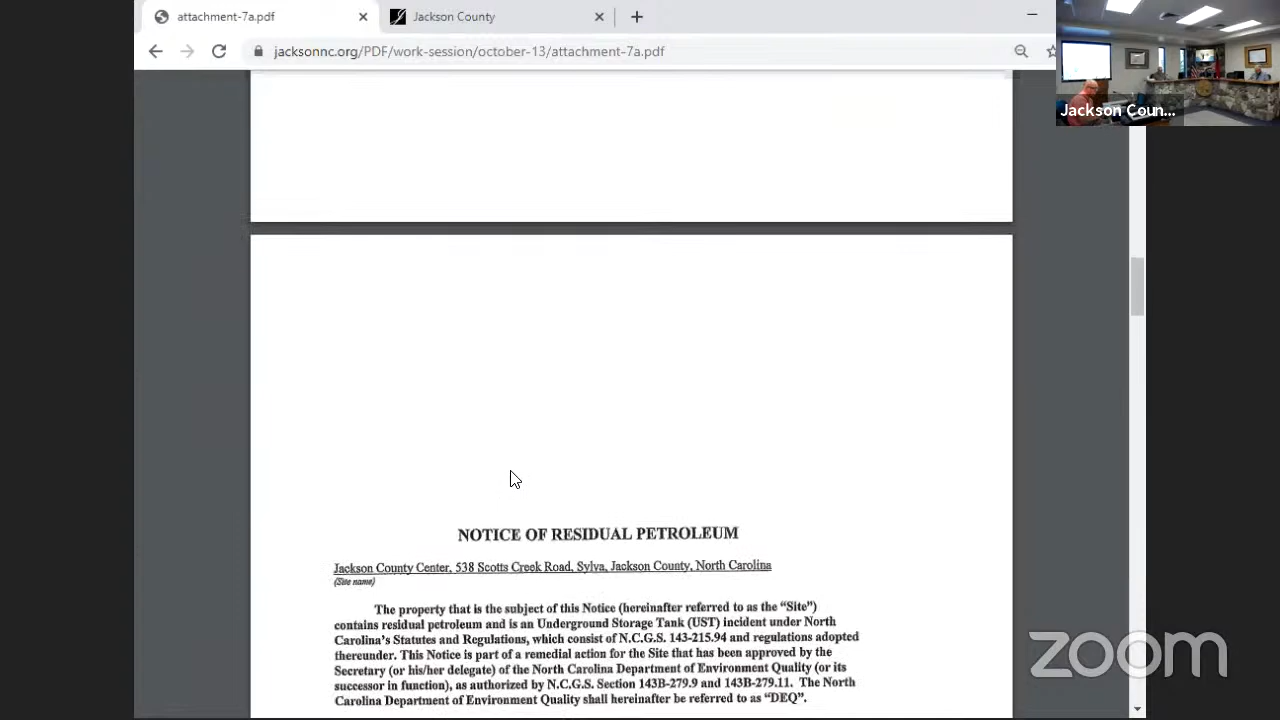 attachment-7a.pdf
Jackson County
jacksonnc.org/PDF/work-session/october-13/attachment-7a.pdf
Jackson Coun...
NOTICE OF RESIDUAL PETROLEUM
Jackson County Center, 538 Scotts Creek Road, Sylva, Jackson County, North Carolina
(Site name)
The property that is the subject of this Notice (hereinafter referred to as the “Site”)
contains residual petroleum and is an Underground Storage Tank (UST) incident under North
Carolina’s Statutes and Regulations, which consist of N.C.G.S. 143-215.94 and regulations adopted
thereunder. This Notice is part of a remedial action for the Site that has been approved by the
Secretary (or his/her delegate) of the North Carolina Department of Environment Quality (or its
successor in function), as authorized by N.C.G.S. Section 143B-279.9 and 143B-279.11. The North
Carolina Department of Environment Quality shall hereinafter be referred to as “DEQ”.
zoom